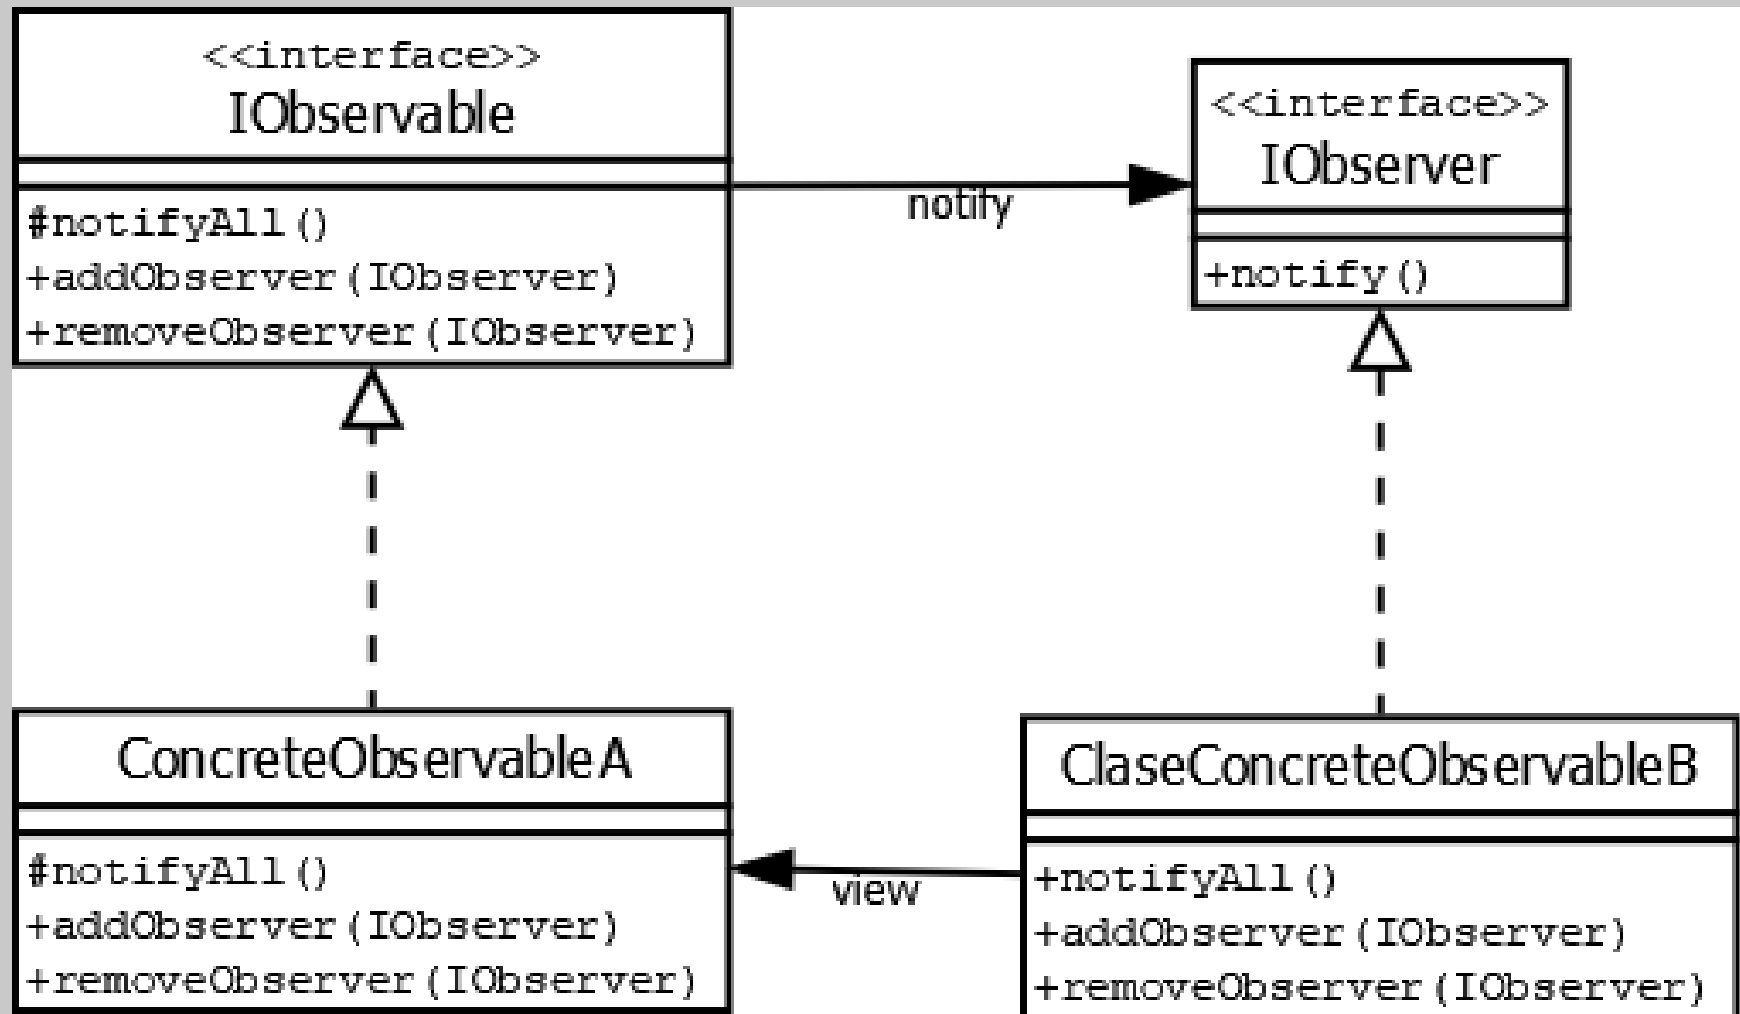 <<interface>>
IObservable
#notifyAll()
+addObserver(IObserver)
+removeObserver(IObserver)
notify
<<interface>>
IObserver
+notify()
ConcreteObservableA
#notifyAll()
+addObserver(IObserver)
+removeObserver(IObserver)
view
ClaseConcreteObservableB
+notifyAll()
+addObserver(IObserver)
+removeObserver(IObserver)